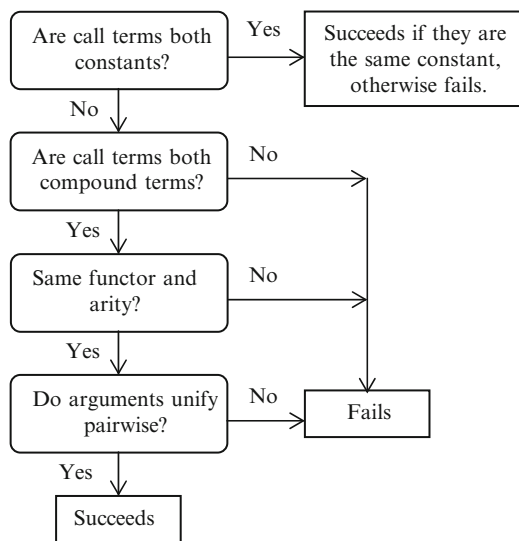 Are call terms both
constants?
Yes
Succeeds if they are
the same constant,
otherwise fails.
No
Are call terms both
compound terms?
No
Yes
Same functor and
arity?
No
Yes
Do arguments unify
pairwise?
No
Fails
Yes
Succeeds